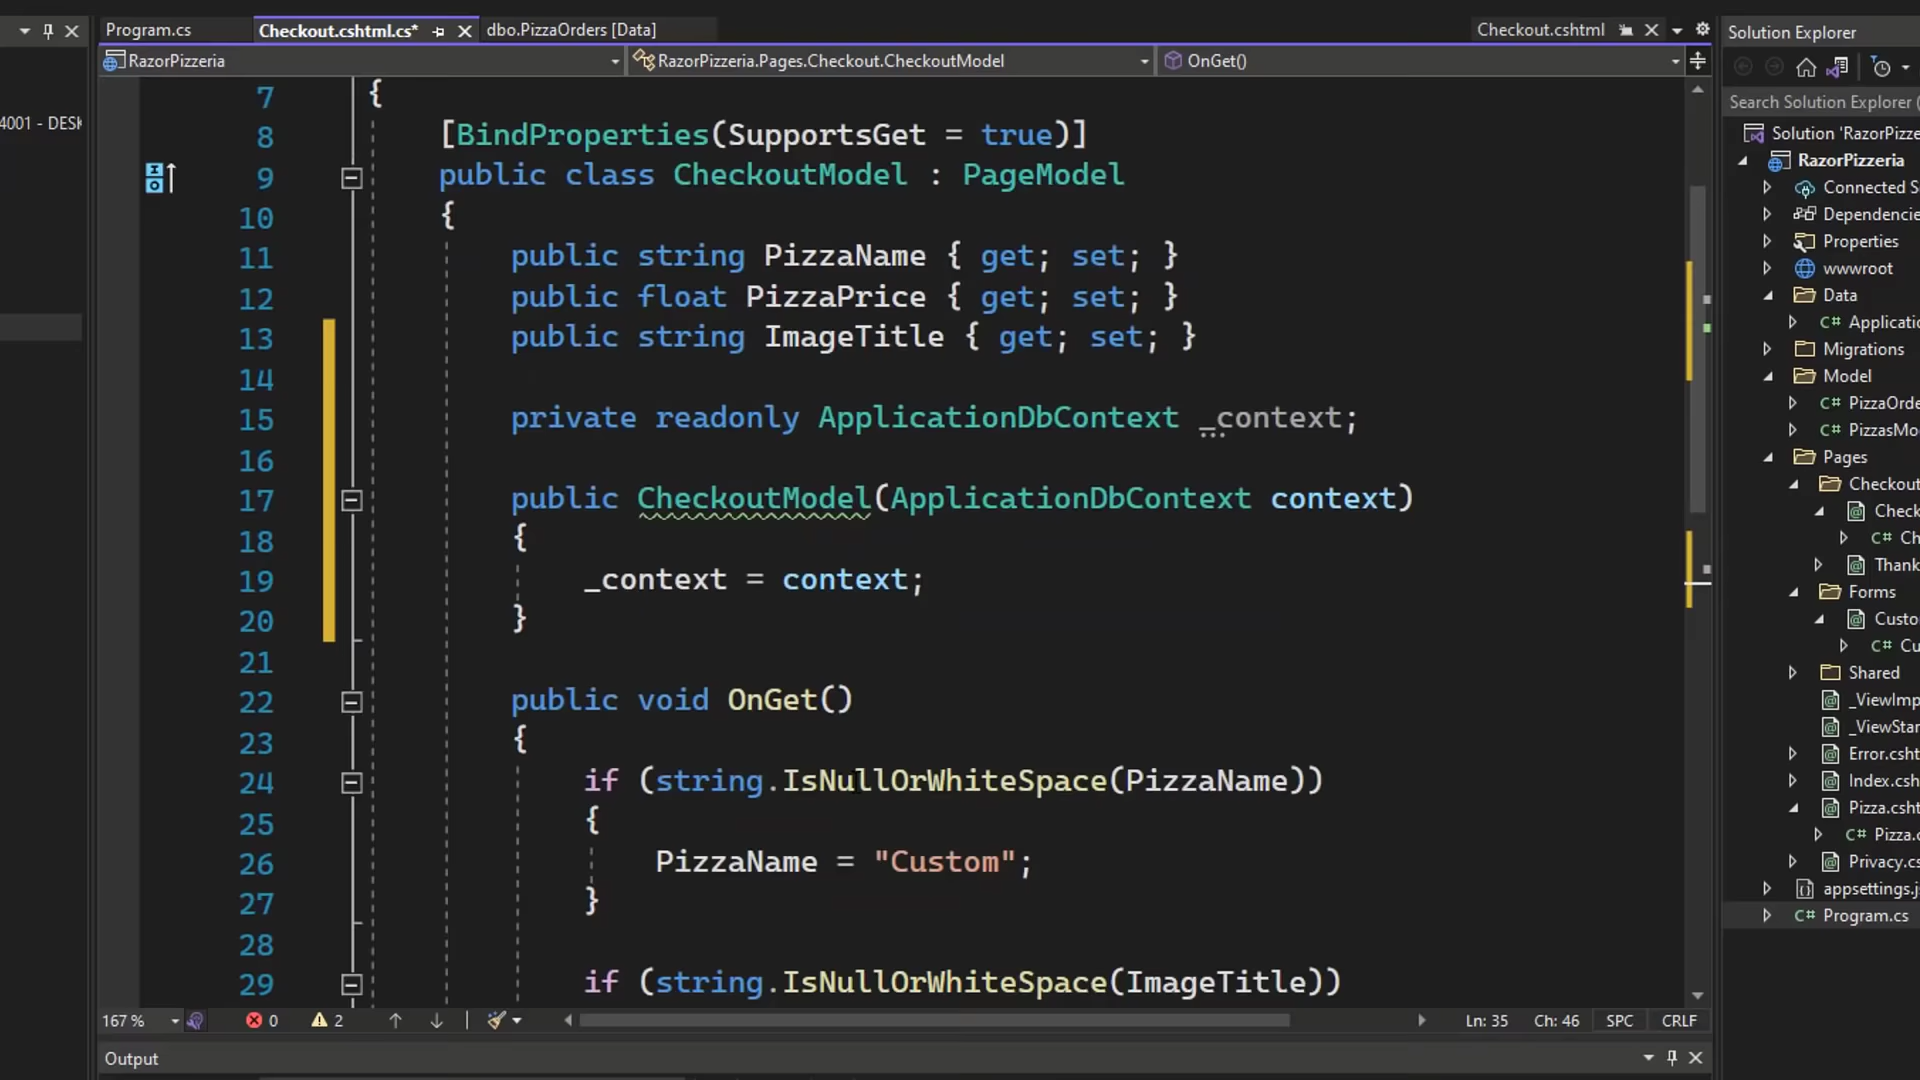 Program.cs
Checkout.cshtml.cs*
dbo.PizzaOrders [Data]
Checkout.cshtml
Solution Explorer
RazorPizzeria
RazorPizzeria.Pages.Checkout.CheckoutModel
OnGet()
4001 - DESK
7 {
8 [BindProperties(SupportsGet = true)]
9 public class CheckoutModel : PageModel
10 {
11 public string PizzaName { get; set; }
12 public float PizzaPrice { get; set; }
13 public string ImageTitle { get; set; }
14
15 private readonly ApplicationDbContext _context;
16
17 public CheckoutModel(ApplicationDbContext context)
18 {
19 _context = context;
20 }
21
22 public void OnGet()
23 {
24 if (string.IsNullOrWhiteSpace(PizzaName))
25 {
26 PizzaName = "Custom";
27 }
28
29 if (string.IsNullOrWhiteSpace(ImageTitle))
167 %
0
2
Ln: 35
Ch: 46
SPC
CRLF
Output
Search Solution Explorer (
Solution 'RazorPizze
RazorPizzeria
Connected S
Dependencie
Properties
wwwroot
Data
C# Applicatio
Migrations
Model
C# PizzaOrde
C# PizzasMo
Pages
Checkout
Check
C# Ch
Thank
Forms
Custo
C# Cu
Shared
_ViewImp
_ViewStar
Error.csht
Index.csh
Pizza.csht
C# Pizza.c
Privacy.cs
appsettings.j
C# Program.cs